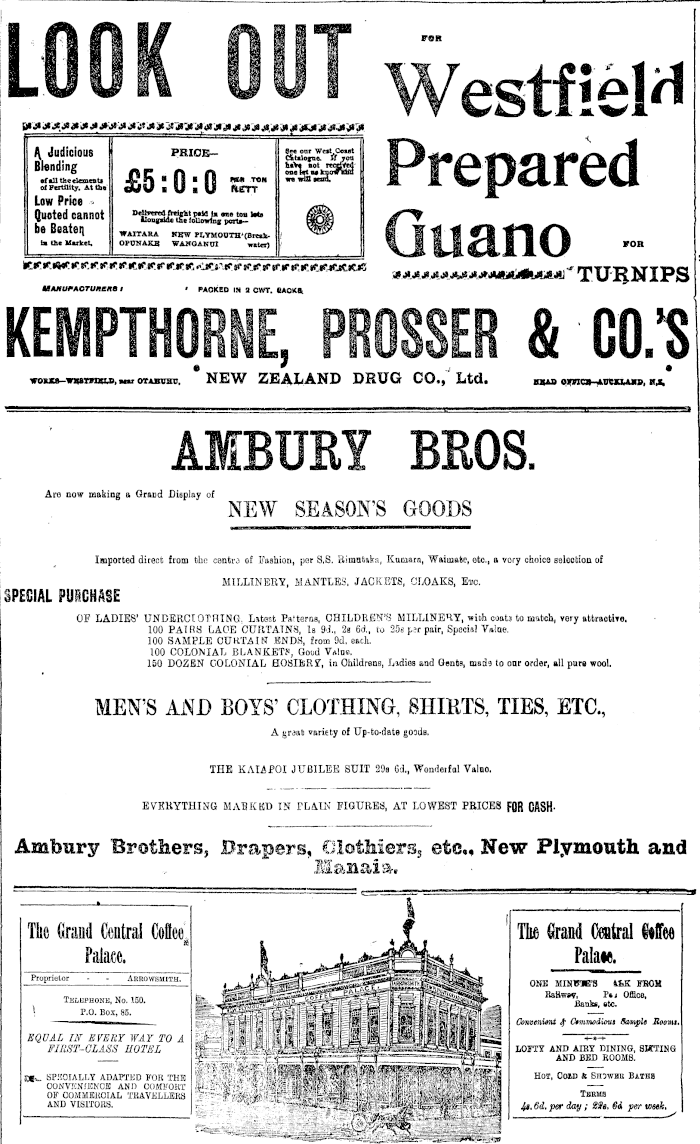 LOOK OUT
FOR
Westfield
Prepared
Guano
FOR
TURNIPS
A Judicious
Blending
of all the elements
of Fertility, At the
Low Price
Quoted cannot
be Beaten
in the Market.
PRICE—
£5:0:0 PER TON
NETT
Delivered freight paid in one ton lots
Alongside the following ports—
WAITARA NEW PLYMOUTH (Break-
OPUNAKE WANGANUI water)
See our West Coast
Catalogue. If you
have not received
one let us know and
we will send.
MANUFACTURERS: PACKED IN 2 CWT. SACKS.
KEMPTHORNE, PROSSER & CO.'S
WORKS—WESTFIELD, near OTAHUHU. NEW ZEALAND DRUG CO., Ltd. HEAD OFFICE—AUCKLAND, N.Z.
AMBURY BROS.
Are now making a Grand Display of
NEW SEASON'S GOODS
Imported direct from the centre of Fashion, per S.S. Rimutaka, Kumara, Waimate, etc., a very choice selection of
MILLINERY, MANTLES, JACKETS, CLOAKS, Etc.
SPECIAL PURCHASE
OF LADIES' UNDERCLOTHING, Latest Patterns, CHILDREN'S MILLINERY, with coats to match, very attractive.
100 PAIRS LACE CURTAINS, 1s 9d., 2s 6d., to 25s per pair, Special Value.
100 SAMPLE CURTAIN ENDS, from 9d. each.
100 COLONIAL BLANKETS, Good Value.
150 DOZEN COLONIAL HOSIERY, in Childrens, Ladies and Gents, made to our order, all pure wool.
MEN'S AND BOYS' CLOTHING, SHIRTS, TIES, ETC.,
A great variety of Up-to-date goods.
THE KAIAPOI JUBILEE SUIT 29s 6d., Wonderful Value.
EVERYTHING MARKED IN PLAIN FIGURES, AT LOWEST PRICES FOR CASH.
Ambury Brothers, Drapers, Clothiers, etc., New Plymouth and
Manaia.
The Grand Central Coffee
Palace.
Proprietor - - ARROWSMITH.
TELEPHONE, No. 150.
P.O. Box, 85.
EQUAL IN EVERY WAY TO A
FIRST-CLASS HOTEL
SPECIALLY ADAPTED FOR THE
CONVENIENCE AND COMFORT
OF COMMERCIAL TRAVELLERS
AND VISITORS.
The Grand Central Coffee
Palace.
ONE MINUTE'S WALK FROM
Railway, Post Office,
Banks, etc.
Convenient & Commodious Sample Rooms.
LOFTY AND AIRY DINING, SITTING
AND BED ROOMS.
HOT, COLD & SHOWER BATHS
TERMS
4s. 6d. per day; 22s. 6d per week.